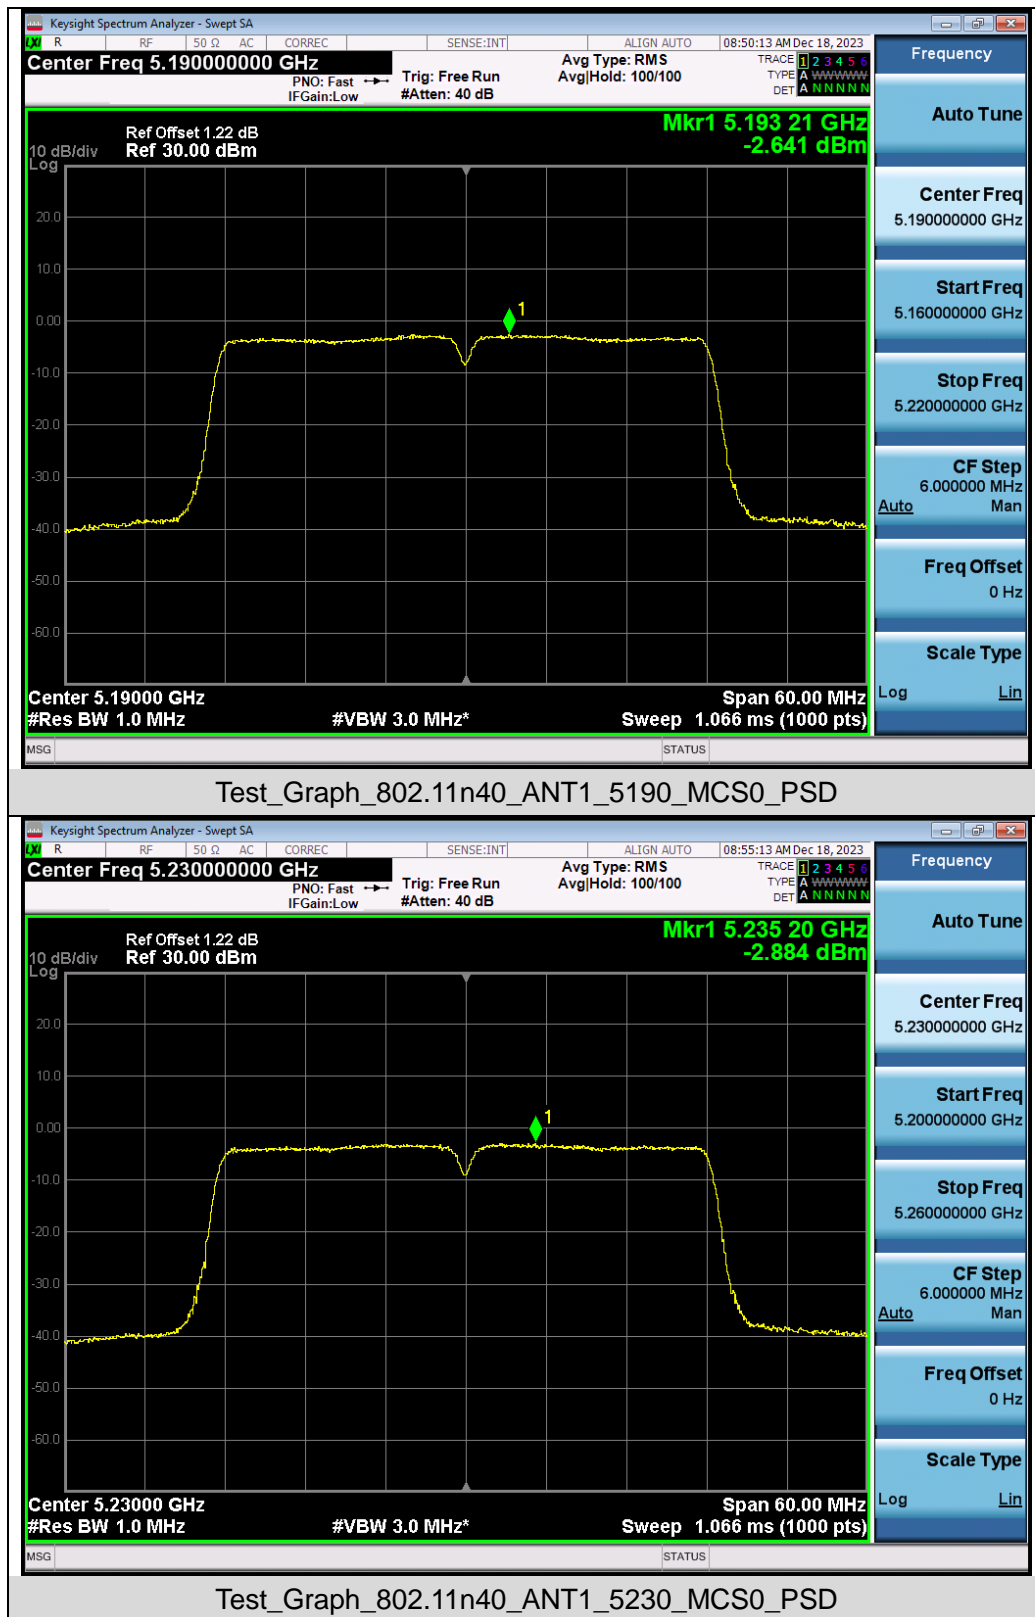 Keysight Spectrum Analyzer - Swept SA
LXI R RF 50 Ω AC CORREC SENSE:INT ALIGN AUTO 08:50:13 AM Dec 18, 2023
Center Freq 5.190000000 GHz
PNO: Fast
IFGain:Low
Trig: Free Run
#Atten: 40 dB
Avg Type: RMS
Avg|Hold: 100/100
TRACE 1 2 3 4 5 6
TYPE A WWWWW
DET A N N N N N
Ref Offset 1.22 dB
Ref 30.00 dBm
10 dB/div
Log
Mkr1 5.193 21 GHz
-2.641 dBm
20.0
10.0
0.00
-10.0
-20.0
-30.0
-40.0
-50.0
-60.0
1
Center 5.19000 GHz
Span 60.00 MHz
#Res BW 1.0 MHz
#VBW 3.0 MHz*
Sweep 1.066 ms (1000 pts)
MSG
STATUS
Frequency
Auto Tune
Center Freq
5.190000000 GHz
Start Freq
5.160000000 GHz
Stop Freq
5.220000000 GHz
CF Step
6.000000 MHz
Auto Man
Freq Offset
0 Hz
Scale Type
Log Lin
Test_Graph_802.11n40_ANT1_5190_MCS0_PSD
Keysight Spectrum Analyzer - Swept SA
LXI R RF 50 Ω AC CORREC SENSE:INT ALIGN AUTO 08:55:13 AM Dec 18, 2023
Center Freq 5.230000000 GHz
PNO: Fast
IFGain:Low
Trig: Free Run
#Atten: 40 dB
Avg Type: RMS
Avg|Hold: 100/100
TRACE 1 2 3 4 5 6
TYPE A WWWWW
DET A N N N N N
Ref Offset 1.22 dB
Ref 30.00 dBm
10 dB/div
Log
Mkr1 5.235 20 GHz
-2.884 dBm
20.0
10.0
0.00
-10.0
-20.0
-30.0
-40.0
-50.0
-60.0
1
Center 5.23000 GHz
Span 60.00 MHz
#Res BW 1.0 MHz
#VBW 3.0 MHz*
Sweep 1.066 ms (1000 pts)
MSG
STATUS
Frequency
Auto Tune
Center Freq
5.230000000 GHz
Start Freq
5.200000000 GHz
Stop Freq
5.260000000 GHz
CF Step
6.000000 MHz
Auto Man
Freq Offset
0 Hz
Scale Type
Log Lin
Test_Graph_802.11n40_ANT1_5230_MCS0_PSD